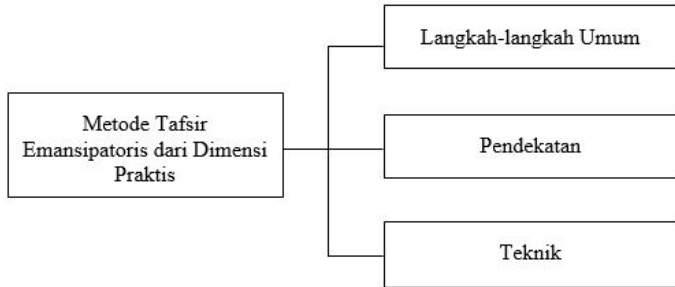 Metode Tafsir
Emansipatoris dari Dimensi
Praktis
Langkah-langkah Umum
Pendekatan
Teknik